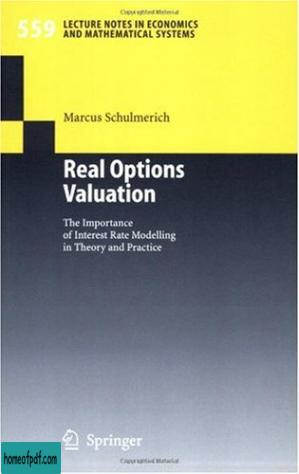 559
LECTURE NOTES IN ECONOMICS
AND MATHEMATICAL SYSTEMS
Marcus Schulmerich
Real Options
Valuation
The Importance
of Interest Rate Modelling
in Theory and Practice
homeofpdf.com
Springer